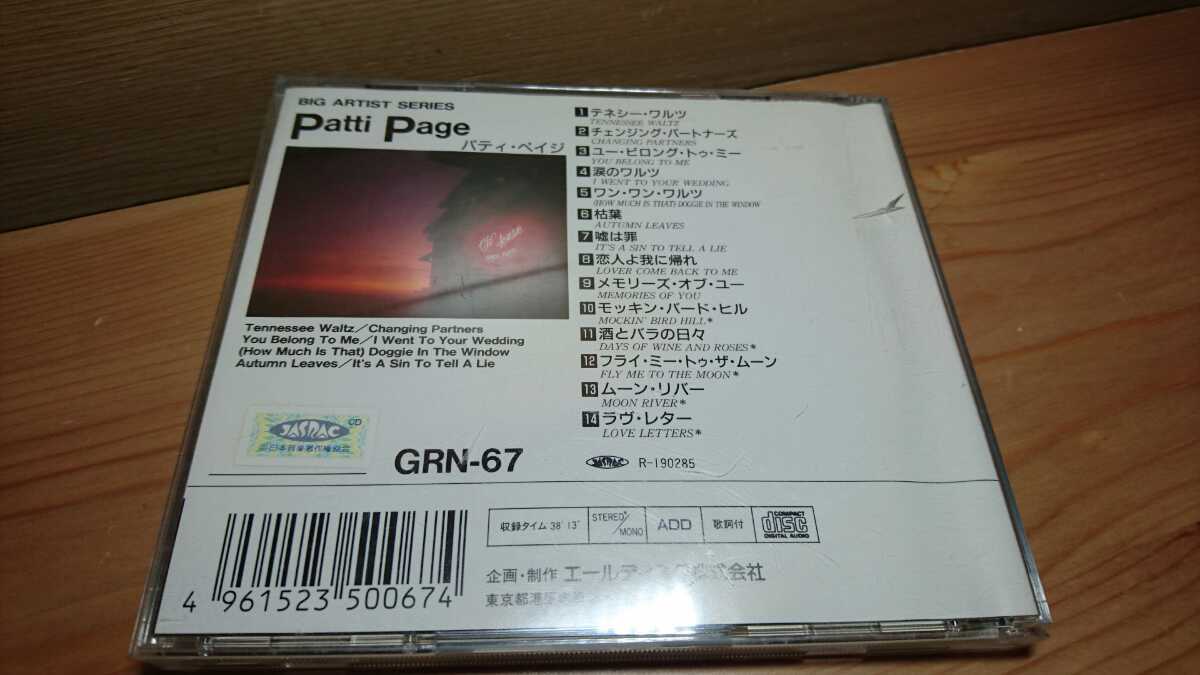 BIG ARTIST SERIES
Patti Page
パティ・ペイジ
Tennessee Waltz／Changing Partners
You Belong To Me／I Went To Your Wedding
(How Much Is That) Doggie In The Window
Autumn Leaves／It's A Sin To Tell A Lie
JASRAC
CD
GRN-67
1 テネシー・ワルツ
TENNESSEE WALTZ
2 チェンジング・パートナーズ
CHANGING PARTNERS
3 ユー・ビロング・トゥ・ミー
YOU BELONG TO ME
4 涙のワルツ
I WENT TO YOUR WEDDING
5 ワン・ワン・ワルツ
(HOW MUCH IS THAT) DOGGIE IN THE WINDOW
6 枯葉
AUTUMN LEAVES
7 嘘は罪
IT'S A SIN TO TELL A LIE
8 恋人よ我に帰れ
LOVER COME BACK TO ME
9 メモリーズ・オブ・ユー
MEMORIES OF YOU
10 モッキン・バード・ヒル
MOCKIN' BIRD HILL*
11 酒とバラの日々
DAYS OF WINE AND ROSES*
12 フライ・ミー・トゥ・ザ・ムーン
FLY ME TO THE MOON*
13 ムーン・リバー
MOON RIVER*
14 ラヴ・レター
LOVE LETTERS*
JASRAC R-190285
収録タイム 38'13"
STEREO*/MONO
ADD
歌詞付
COMPACT
disc
DIGITAL AUDIO
企画・制作 エールディスク株式会社
東京都港区
4 961523 500674